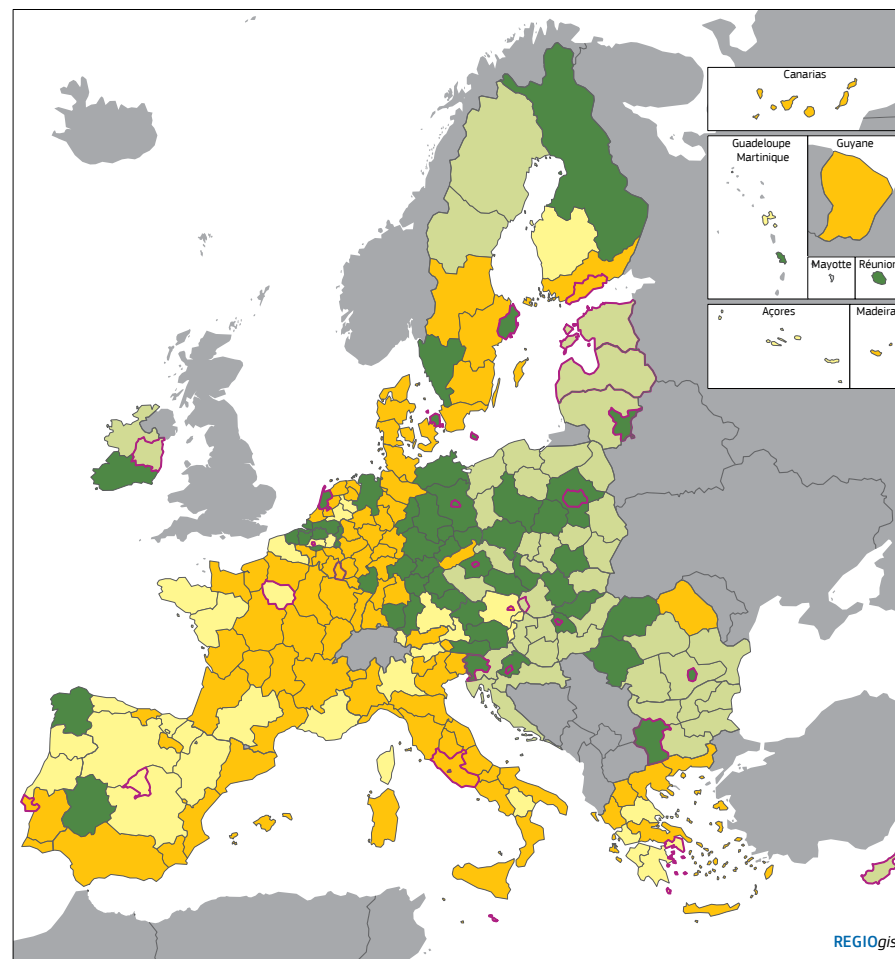 Canarias
Guadeloupe
Martinique
Guyane
Mayotte
Réunion
Açores
Madeira
REGIOgis